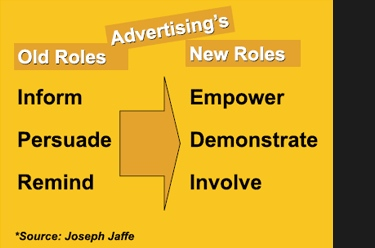 Advertising's
Old Roles
New Roles
Inform
Empower
Persuade
Demonstrate
Remind
Involve
*Source: Joseph Jaffe